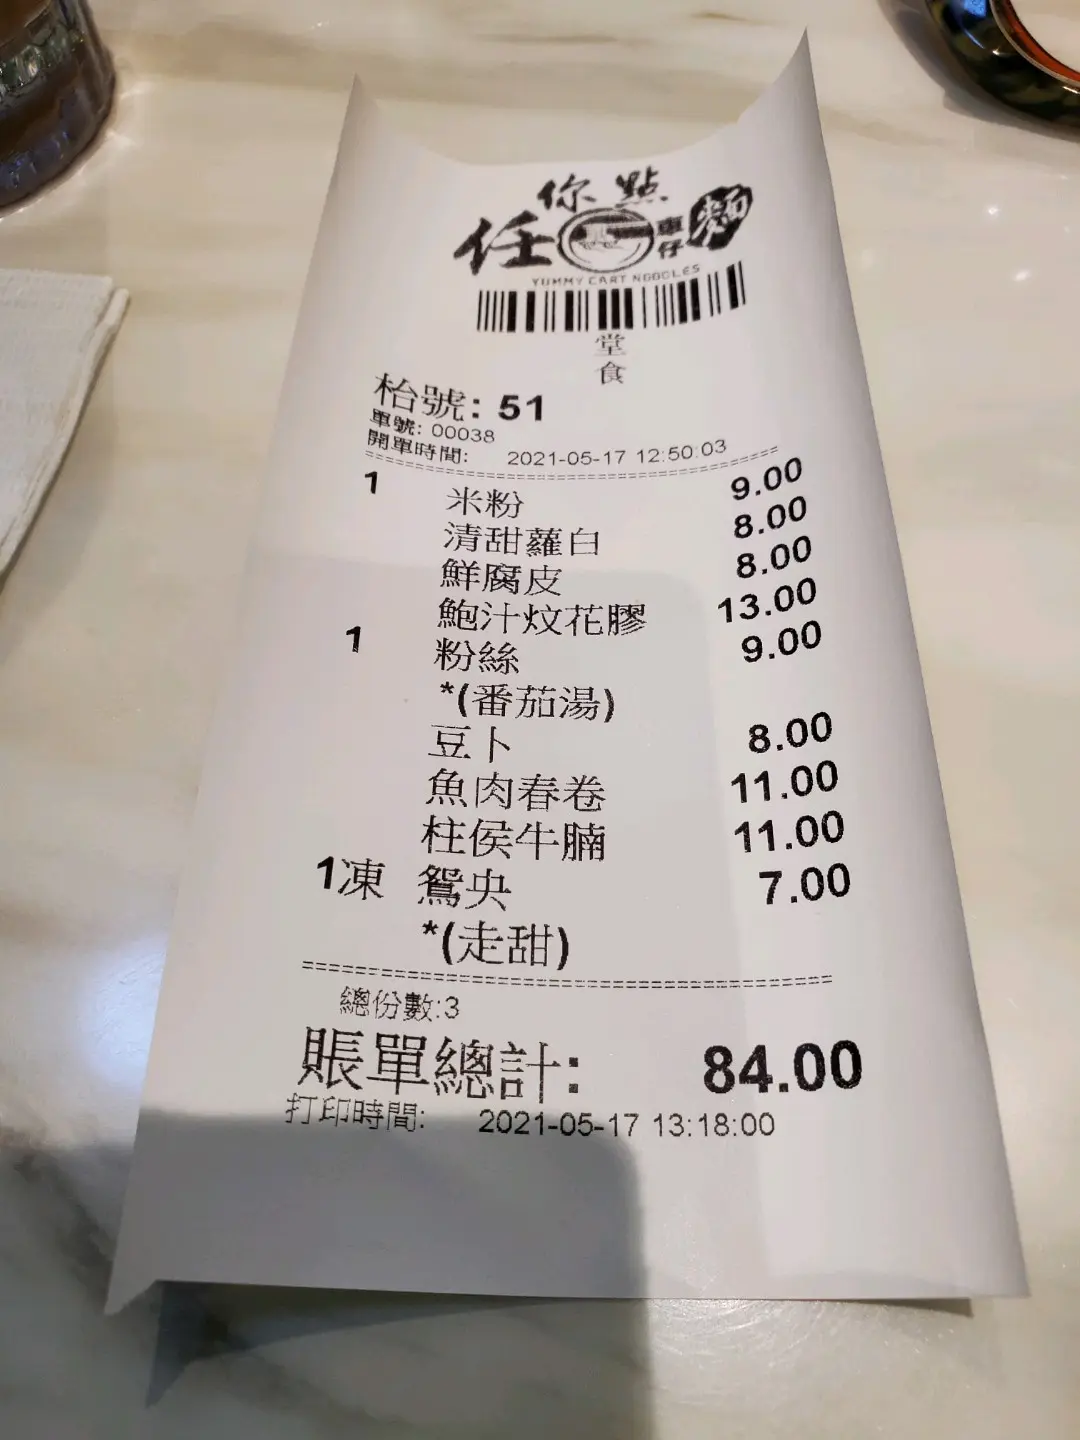 任你點車仔麵
YUMMY CART NOODLES
堂
食
枱號: 51
單號: 00038
開單時間: 2021-05-17 12:50:03
1 米粉 9.00
清甜蘿白 8.00
鮮腐皮 8.00
鮑汁炆花膠 13.00
1 粉絲 9.00
*(番茄湯)
豆卜 8.00
魚肉春卷 11.00
柱侯牛腩 11.00
1凍 鴛央 7.00
*(走甜)
總份數:3
賬單總計: 84.00
打印時間: 2021-05-17 13:18:00